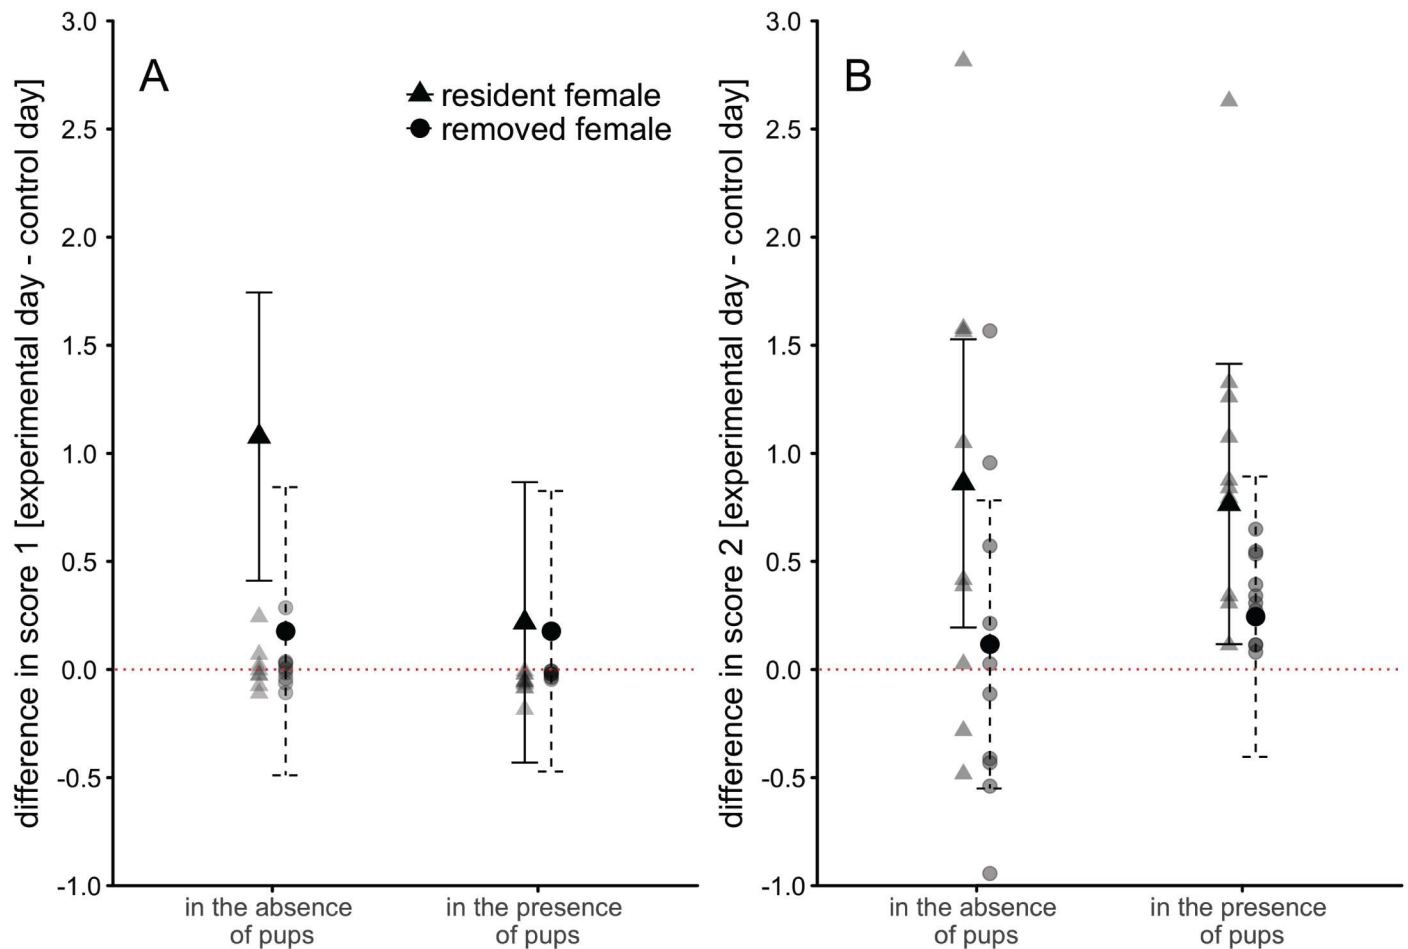 A
resident female
removed female
difference in score 1 [experimental day - control day]
3.0
2.5
2.0
1.5
1.0
0.5
0.0
-0.5
-1.0
in the absence
of pups
in the presence
of pups
B
difference in score 2 [experimental day - control day]
3.0
2.5
2.0
1.5
1.0
0.5
0.0
-0.5
-1.0
in the absence
of pups
in the presence
of pups